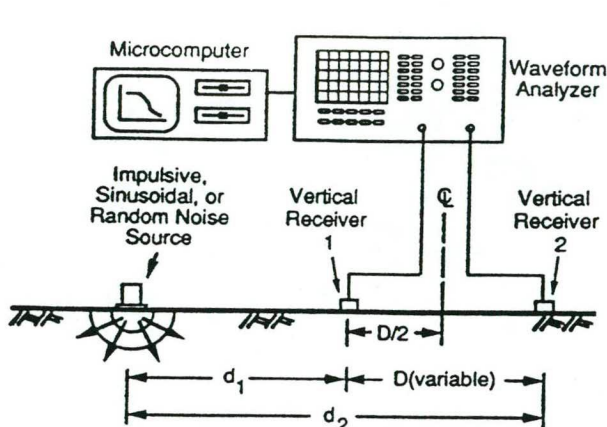 Microcomputer
Waveform
Analyzer
Impulsive,
Sinusoidal, or
Random Noise
Source
Vertical
Receiver
1
℄
Vertical
Receiver
2
D/2
d₁
D(variable)
d₂